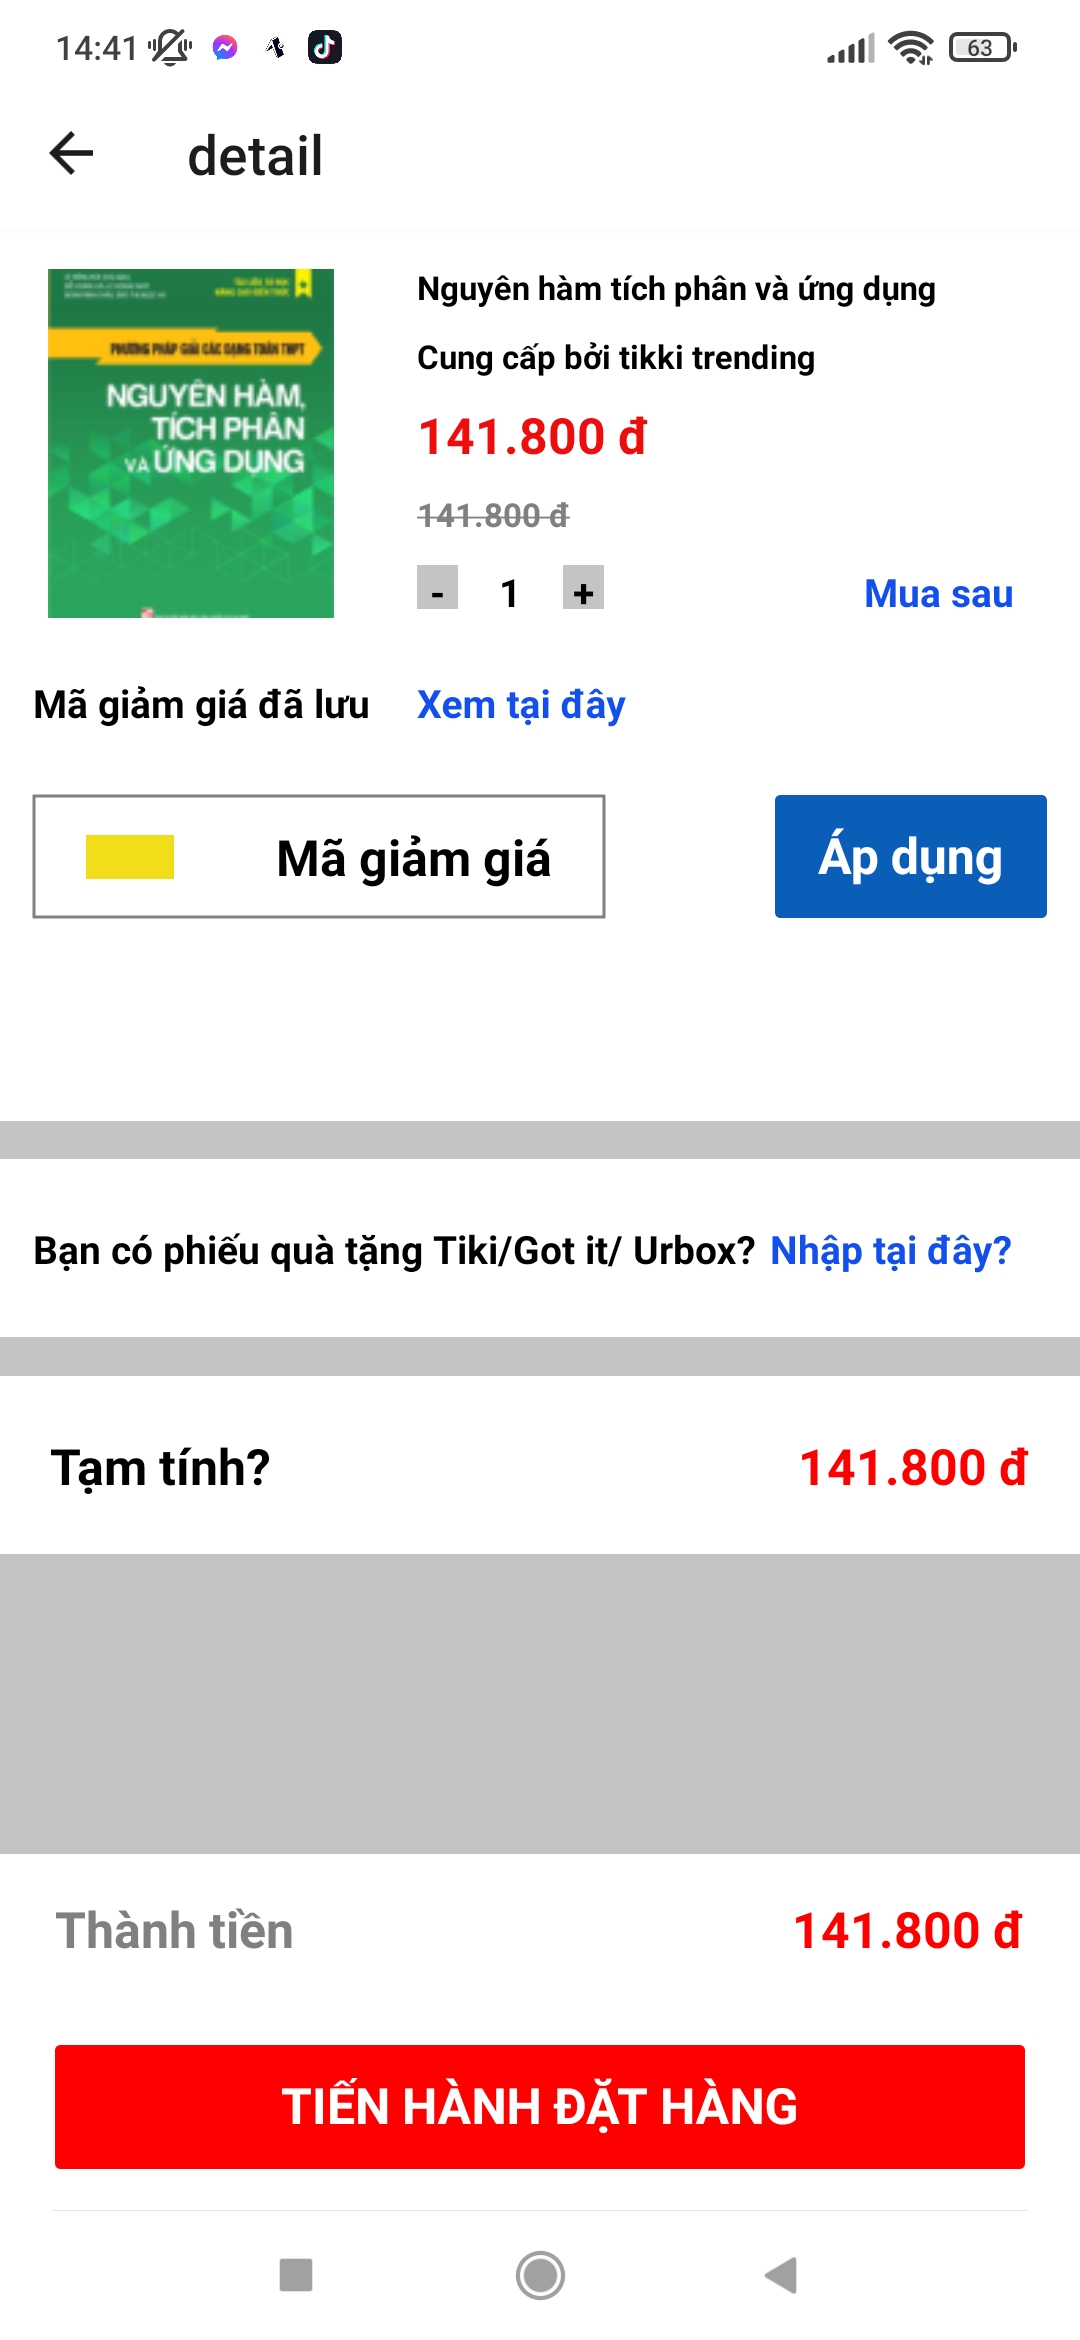 14:41
63
detail
PHƯƠNG PHÁP GIẢI CÁC DẠNG TOÁN THPT
NGUYÊN HÀM,
TÍCH PHÂN
VÀ ỨNG DỤNG
Nguyên hàm tích phân và ứng dụng
Cung cấp bởi tikki trending
141.800 đ
141.800 đ
- 1 +
Mua sau
Mã giảm giá đã lưu Xem tại đây
Mã giảm giá
Áp dụng
Bạn có phiếu quà tặng Tiki/Got it/ Urbox? Nhập tại đây?
Tạm tính? 141.800 đ
Thành tiền 141.800 đ
TIẾN HÀNH ĐẶT HÀNG